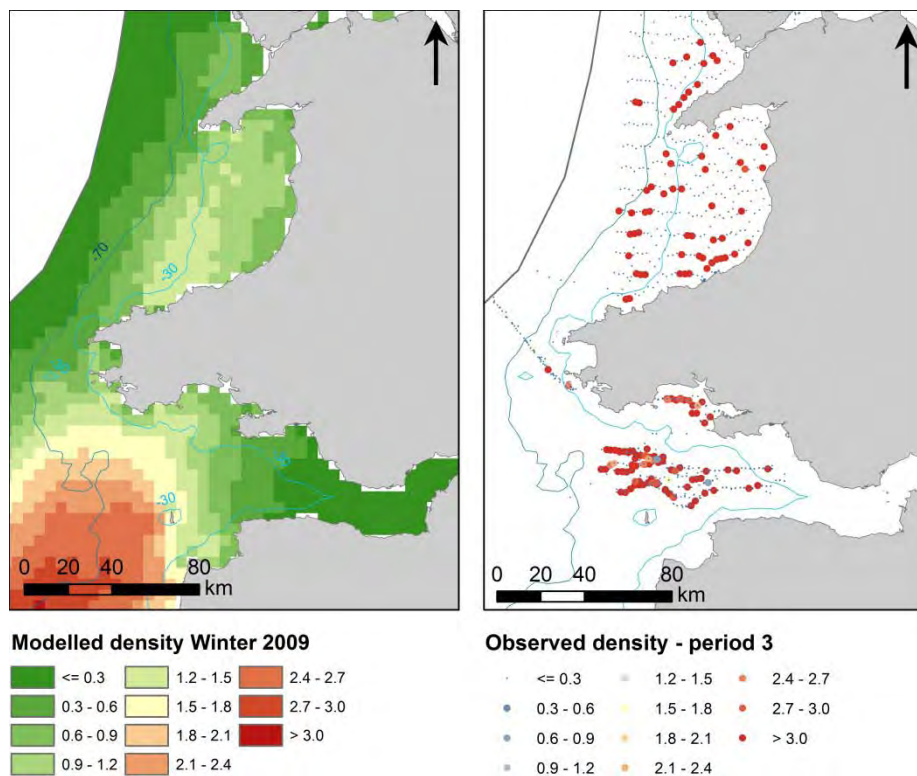 -70
-30
-30
0 20 40 80
km
0 20 40 80
km
Modelled density Winter 2009
<= 0.3 1.2 - 1.5 2.4 - 2.7
0.3 - 0.6 1.5 - 1.8 2.7 - 3.0
0.6 - 0.9 1.8 - 2.1 > 3.0
0.9 - 1.2 2.1 - 2.4
Observed density - period 3
<= 0.3 1.2 - 1.5 2.4 - 2.7
0.3 - 0.6 1.5 - 1.8 2.7 - 3.0
0.6 - 0.9 1.8 - 2.1 > 3.0
0.9 - 1.2 2.1 - 2.4